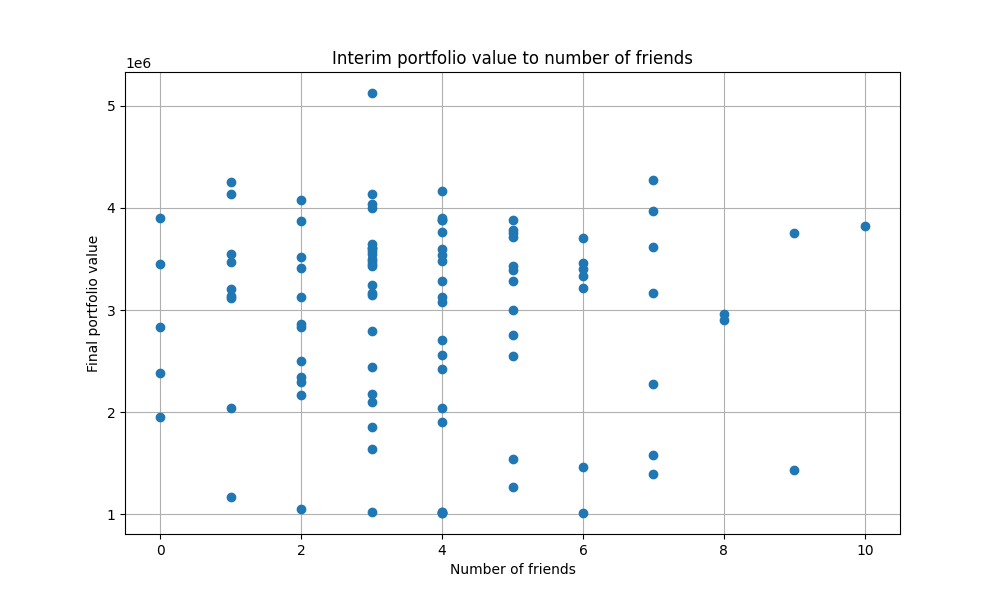 Interim portfolio value to number of friends
1e6
5
4
3
2
1
Final portfolio value
0 2 4 6 8 10
Number of friends